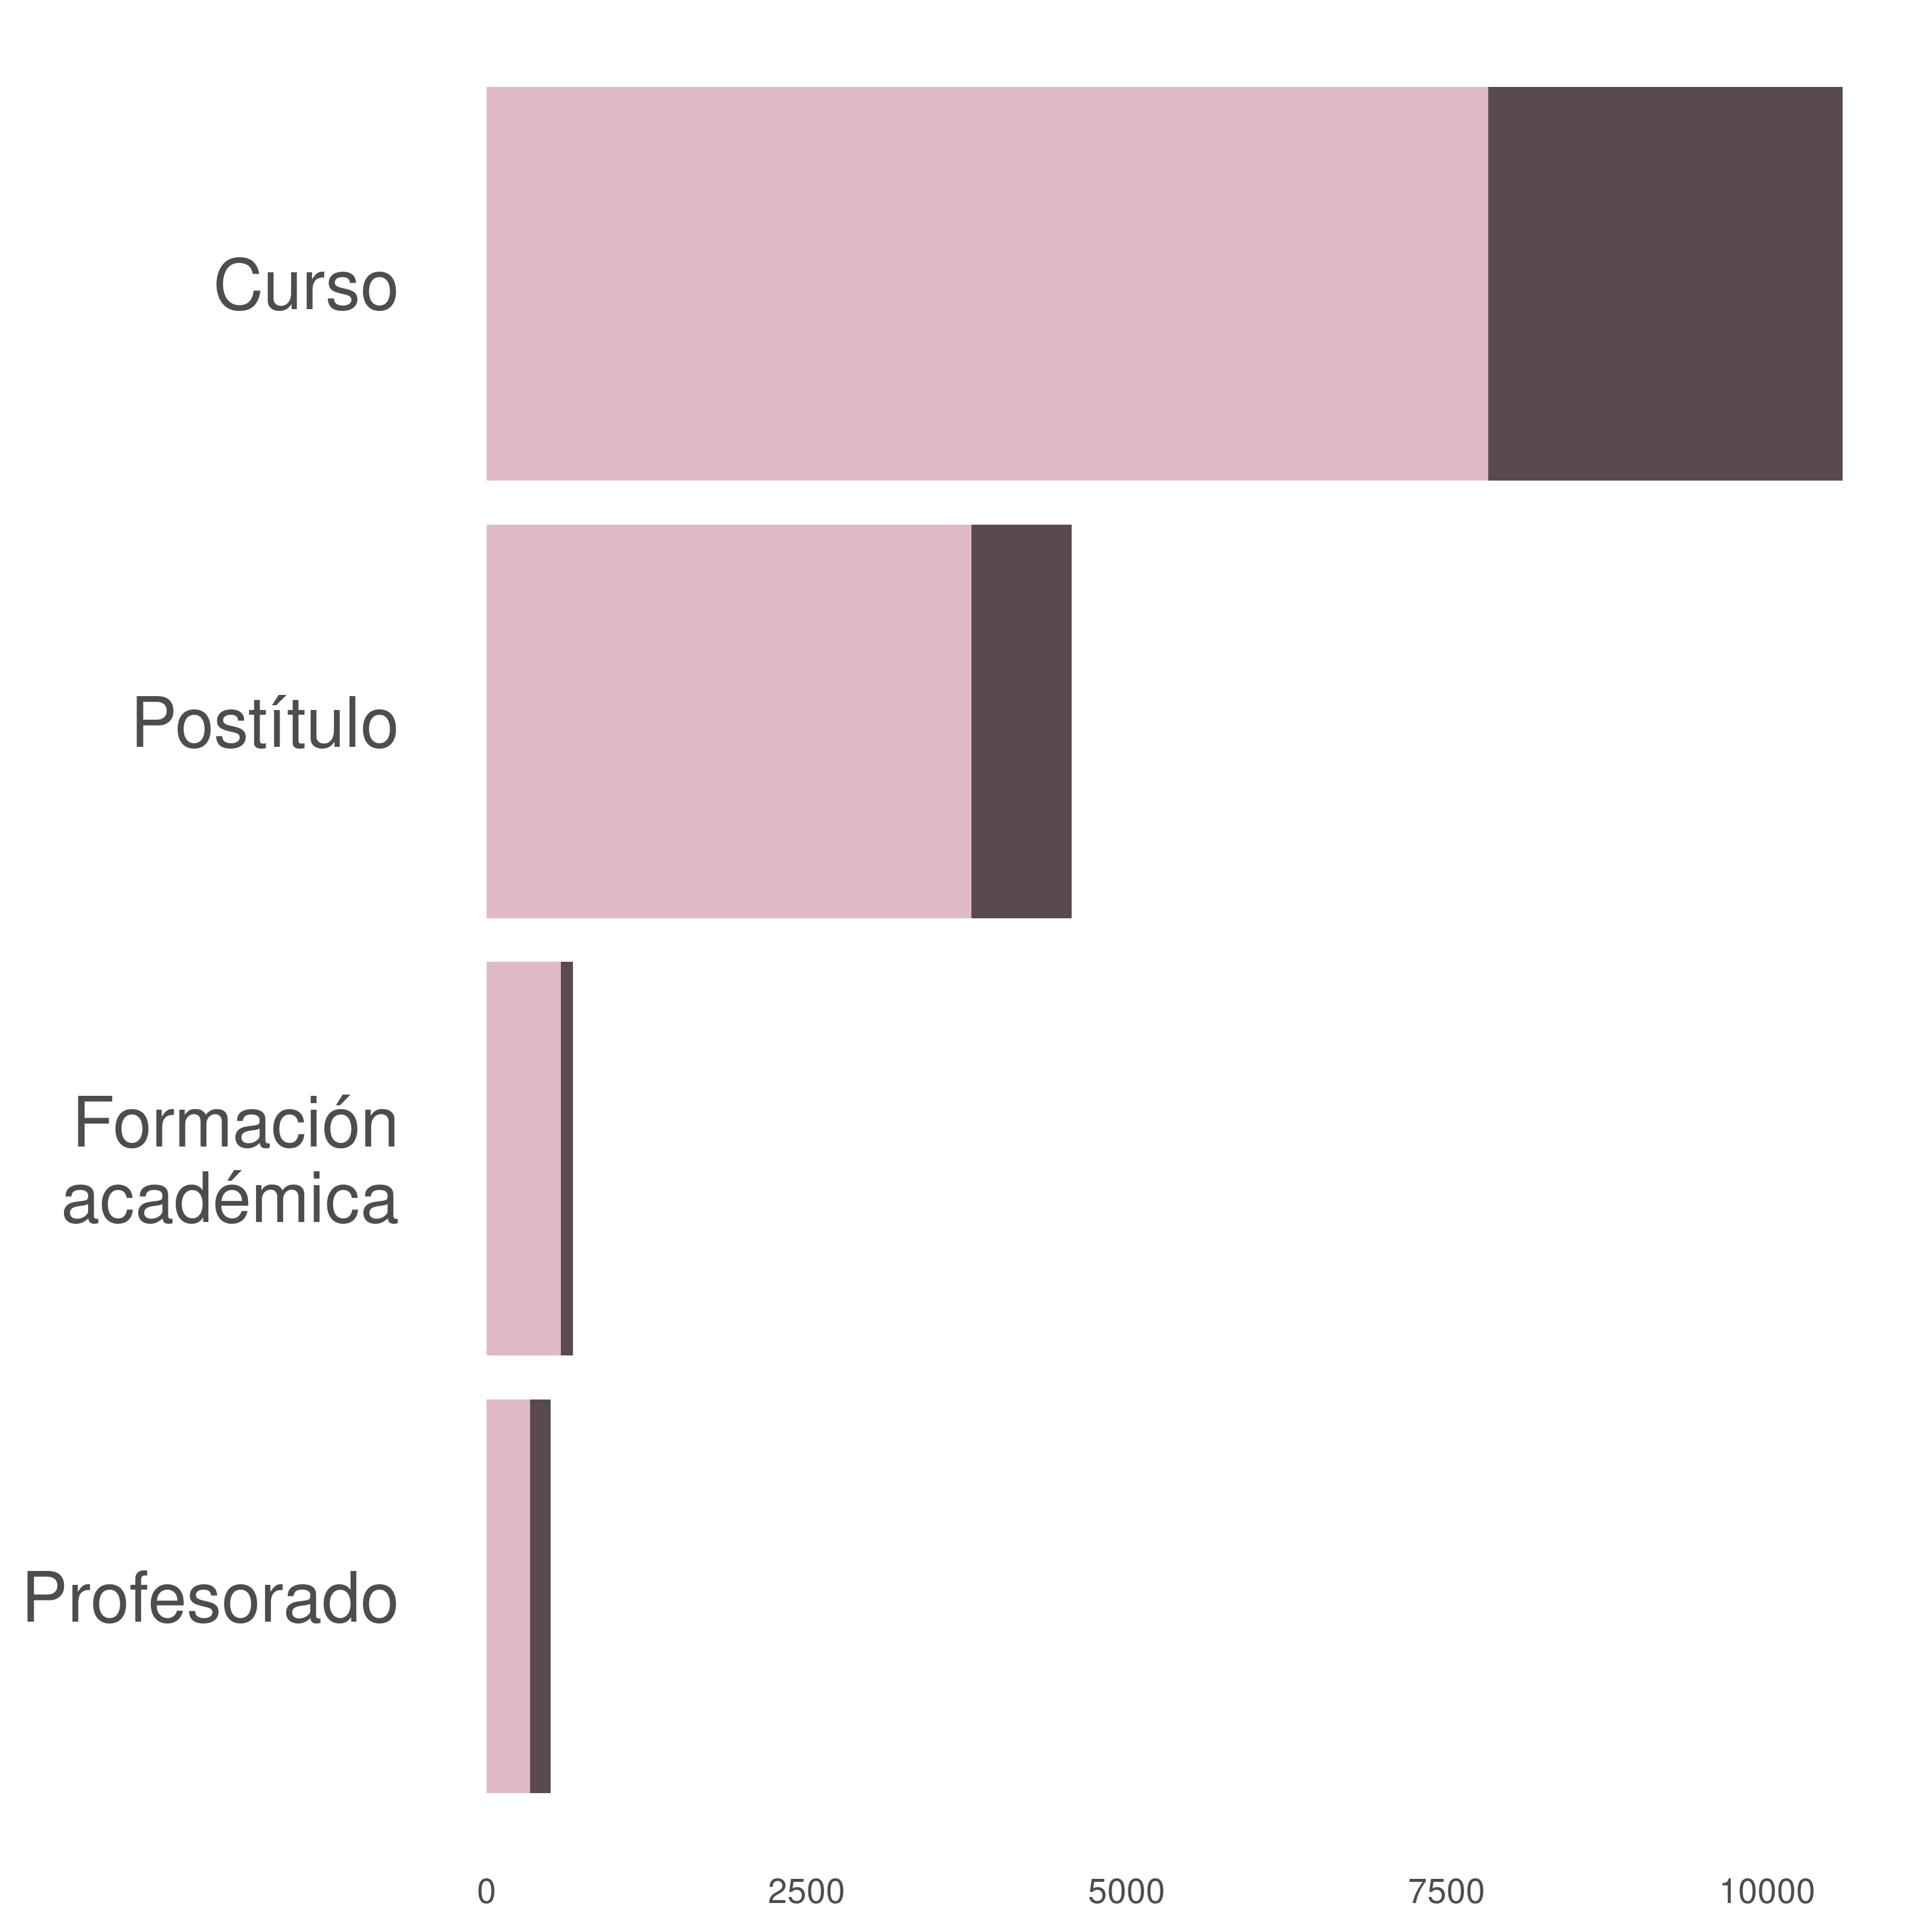 Curso
Postítulo
Formación
académica
Profesorado
0 2500 5000 7500 10000